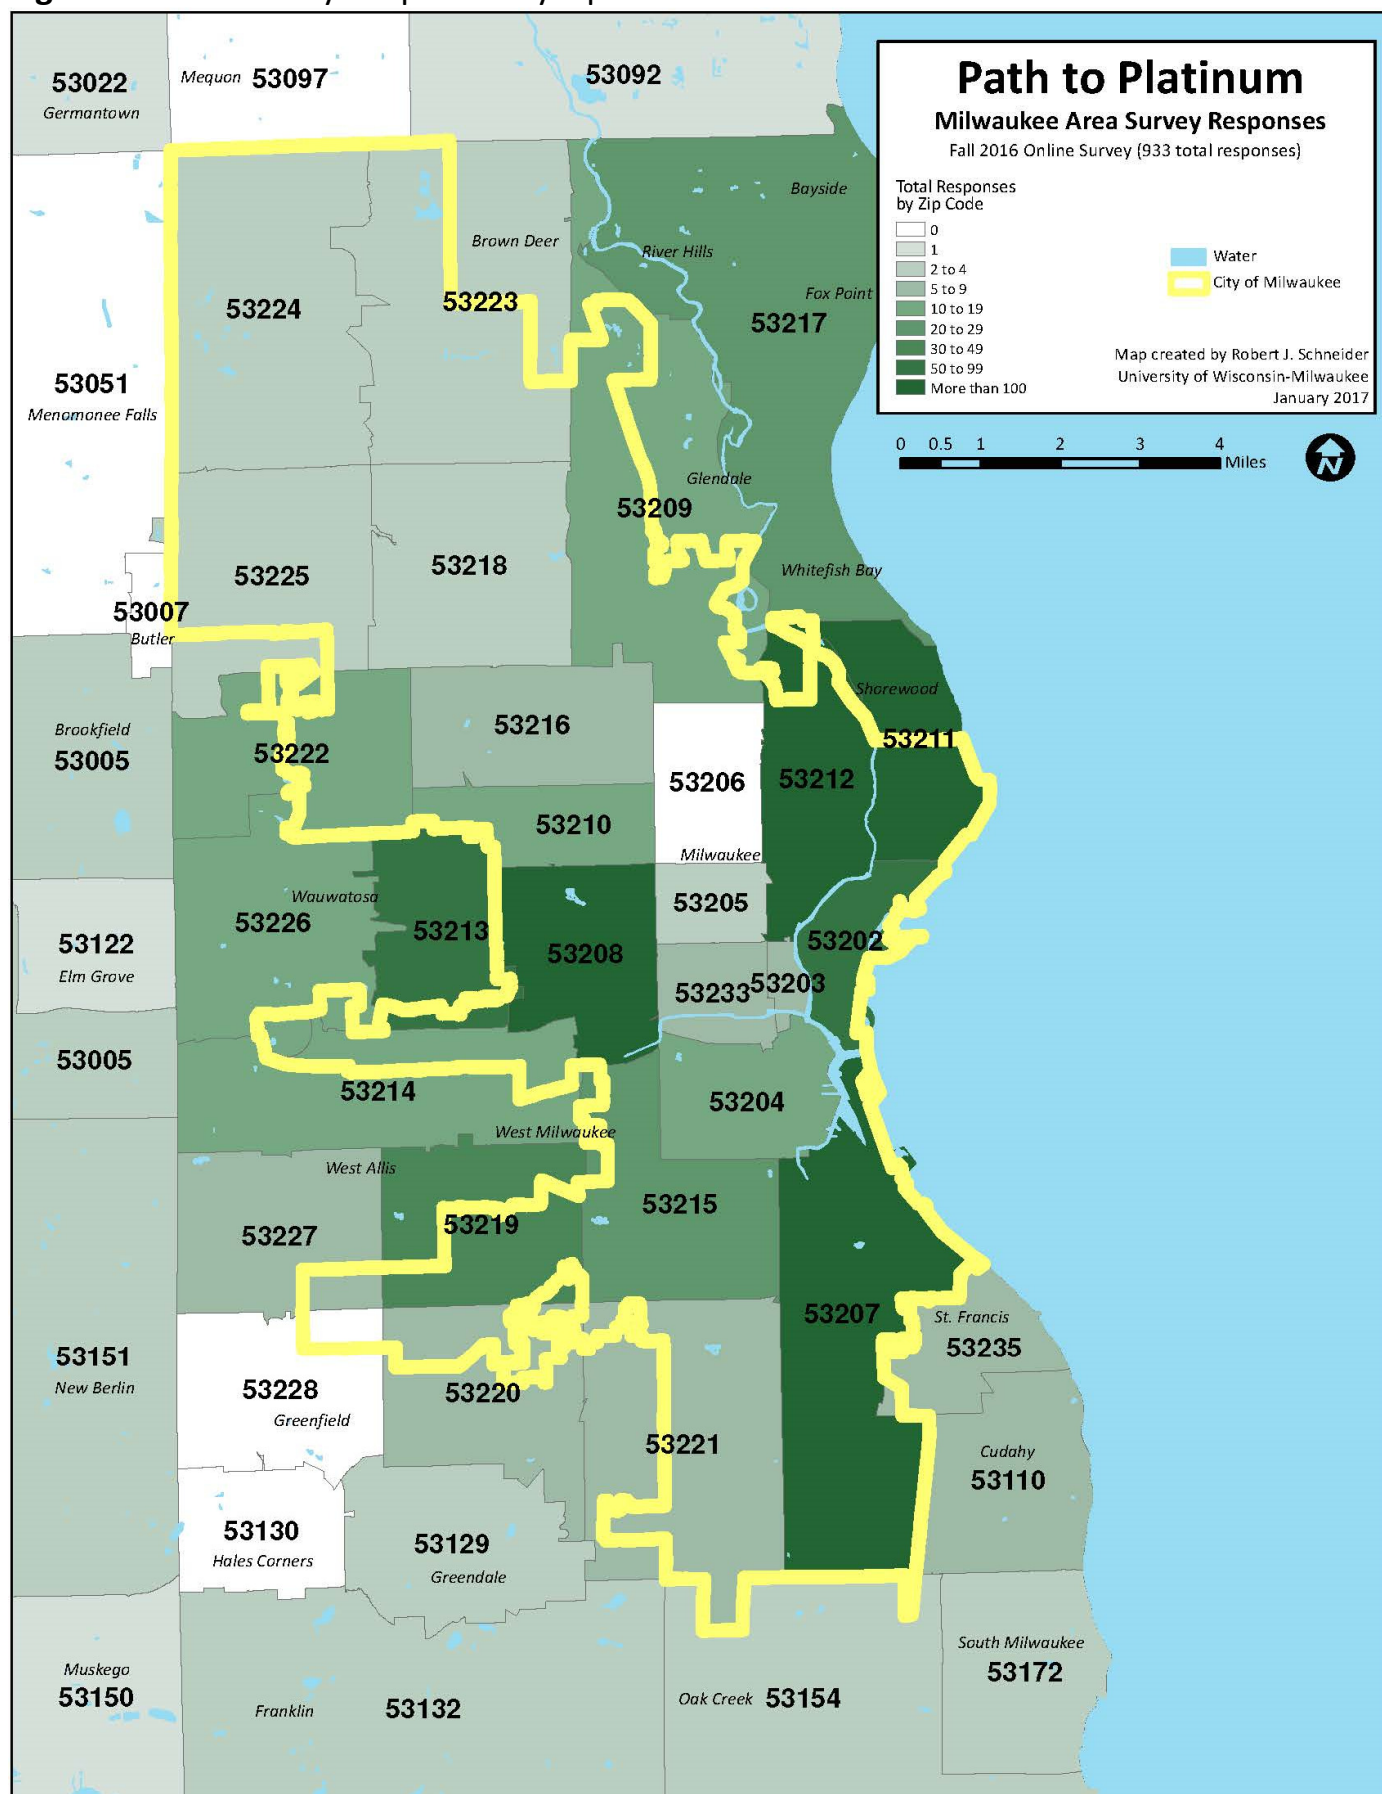 Path to Platinum
Milwaukee Area Survey Responses
Fall 2016 Online Survey (933 total responses)
Total Responses
by Zip Code
0
1
2 to 4
5 to 9
10 to 19
20 to 29
30 to 49
50 to 99
More than 100
Water
City of Milwaukee
Map created by Robert J. Schneider
University of Wisconsin-Milwaukee
January 2017
0 0.5 1 2 3 4
Miles
N
53022
Germantown
Mequon 53097
53092
Bayside
Brown Deer
River Hills
Fox Point
53224
53223
53217
53051
Menomonee Falls
Glendale
53209
53225
53218
Whitefish Bay
53007
Butler
Shorewood
Brookfield
53005
53222
53216
53211
53206
53212
53210
Milwaukee
Wauwatosa
53226
53213
53205
53122
Elm Grove
53208
53202
53233
53203
53005
53214
53204
West Milwaukee
West Allis
53227
53219
53215
53207
St. Francis
53235
53151
New Berlin
53228
Greenfield
53220
53221
Cudahy
53110
53130
Hales Corners
53129
Greendale
Muskego
53150
Franklin 53132
Oak Creek 53154
South Milwaukee
53172